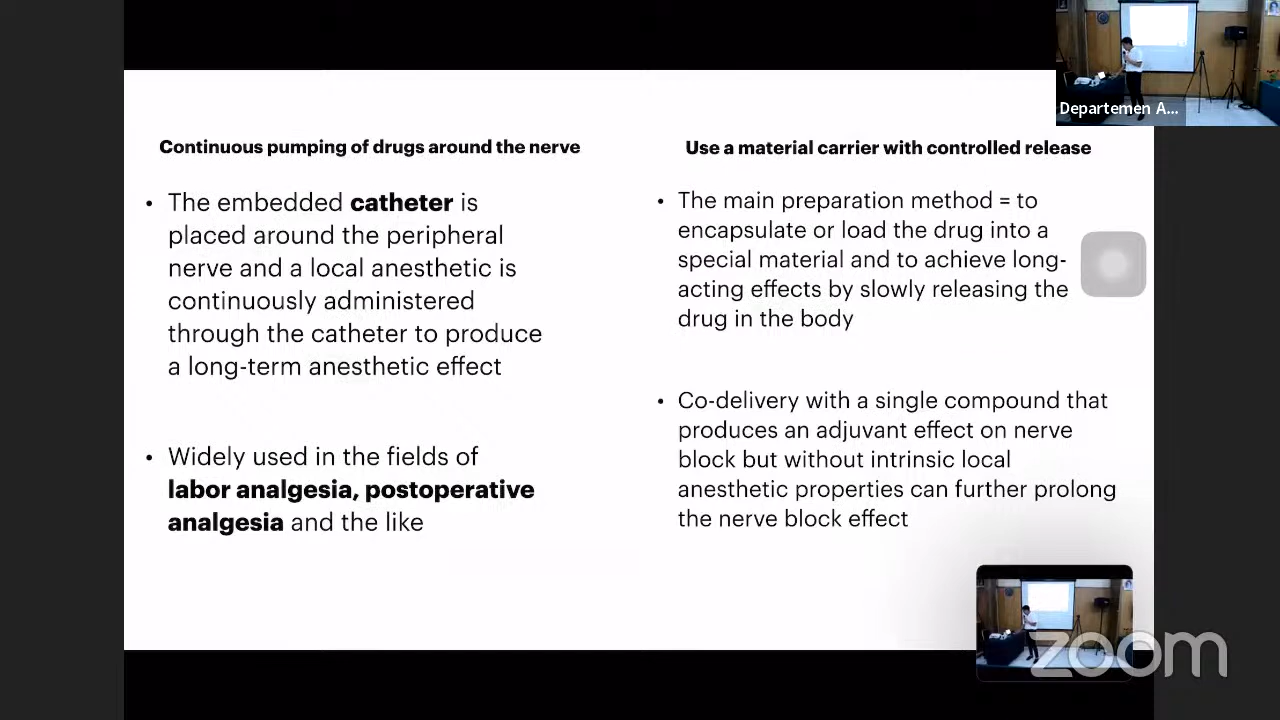 Departemen A...
Continuous pumping of drugs around the nerve
• The embedded catheter is
placed around the peripheral
nerve and a local anesthetic is
continuously administered
through the catheter to produce
a long-term anesthetic effect
• Widely used in the fields of
labor analgesia, postoperative
analgesia and the like
Use a material carrier with controlled release
• The main preparation method = to
encapsulate or load the drug into a
special material and to achieve long-
acting effects by slowly releasing the
drug in the body
• Co-delivery with a single compound that
produces an adjuvant effect on nerve
block but without intrinsic local
anesthetic properties can further prolong
the nerve block effect
zoom